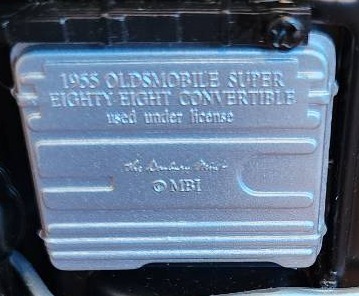 1955 OLDSMOBILE SUPER
EIGHTY EIGHT CONVERTIBLE
used under license
The Danbury Mint
© MBI